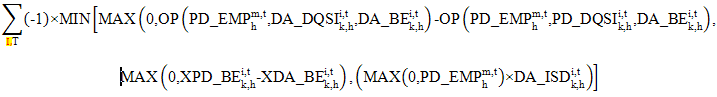 ∑(-1)×MIN[MAX(0,OP(PD_EMP_h^{m,t},DA_DQSI_{k,h}^{i,t},DA_BE_{k,h}^{i,t})-OP(PD_EMP_h^{m,t},PD_DQSI_{k,h}^{i,t},DA_BE_{k,h}^{i,t}),
I,T
MAX(0,XPD_BE_{k,h}^{i,t}-XDA_BE_{k,h}^{i,t}),(MAX(0,PD_EMP_h^{m,t})×DA_ISD_{k,h}^{i,t})]